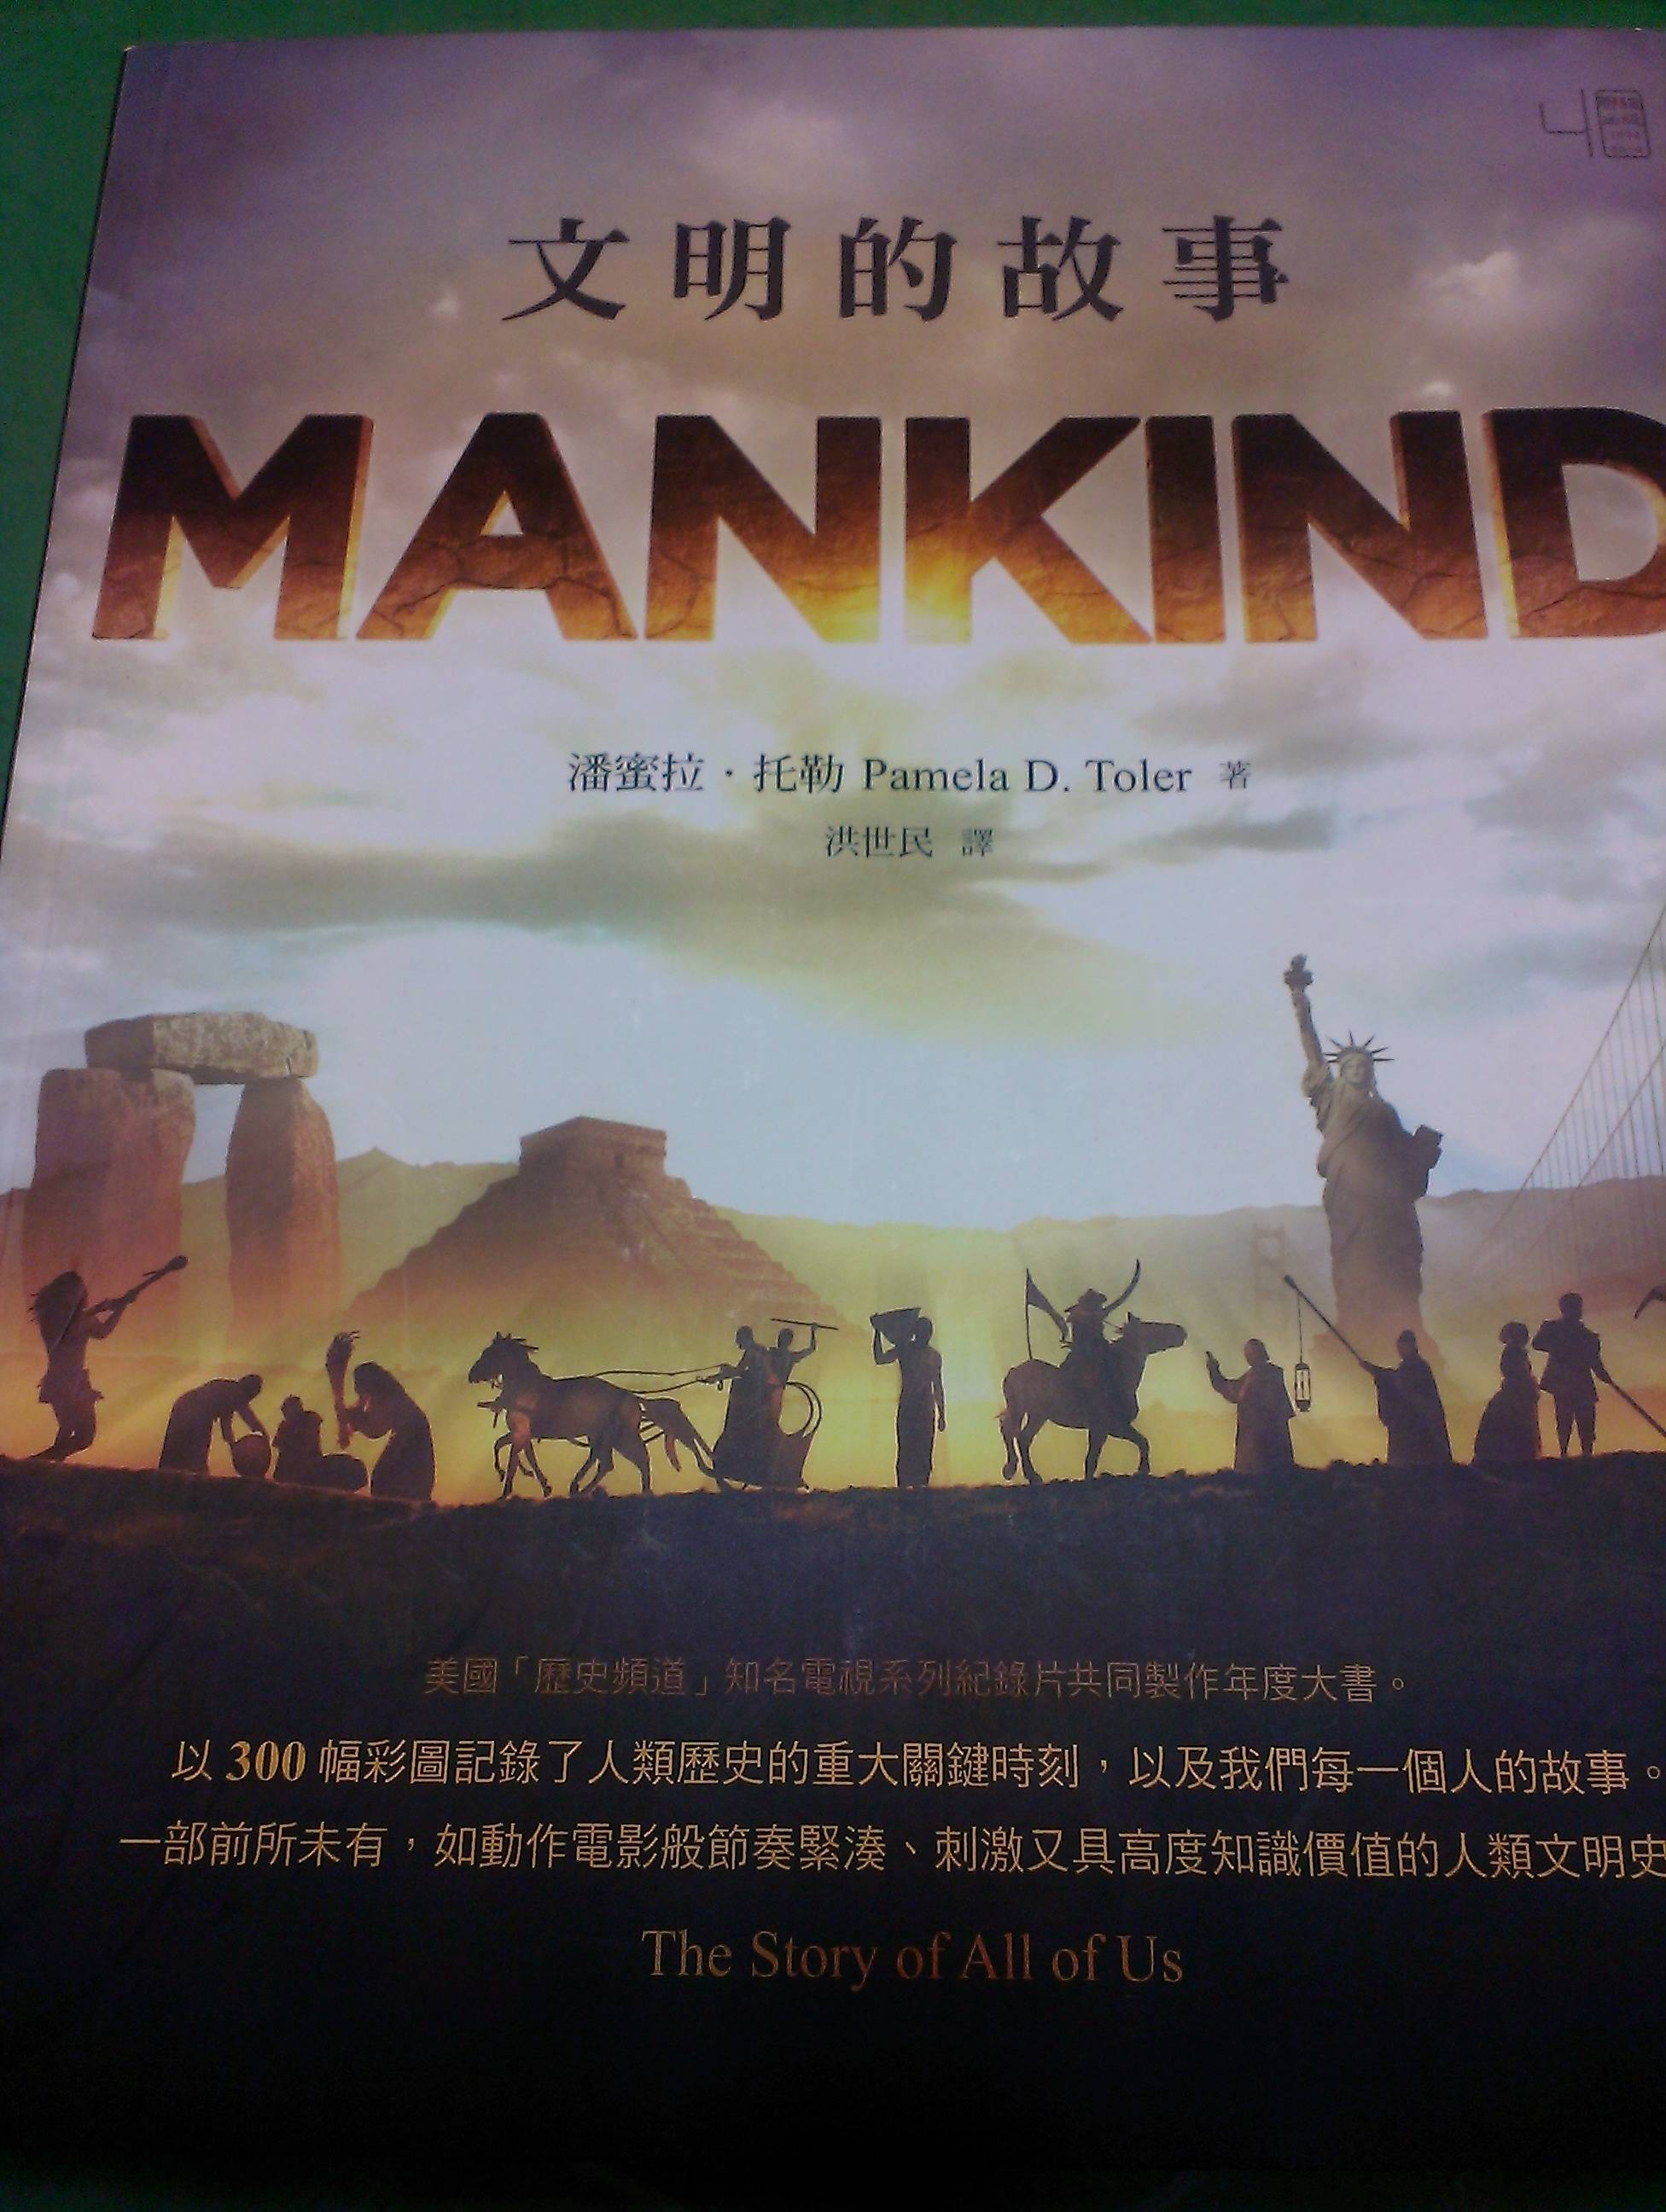 文明的故事
MANKIND
潘蜜拉·托勒 Pamela D. Toler 著
洪世民 譯
美國「歷史頻道」知名電視系列紀錄片共同製作年度大書。
以 300 幅彩圖記錄了人類歷史的重大關鍵時刻，以及我們每一個人的故事。
一部前所未有，如動作電影般節奏緊湊、刺激又具高度知識價值的人類文明史
The Story of All of Us